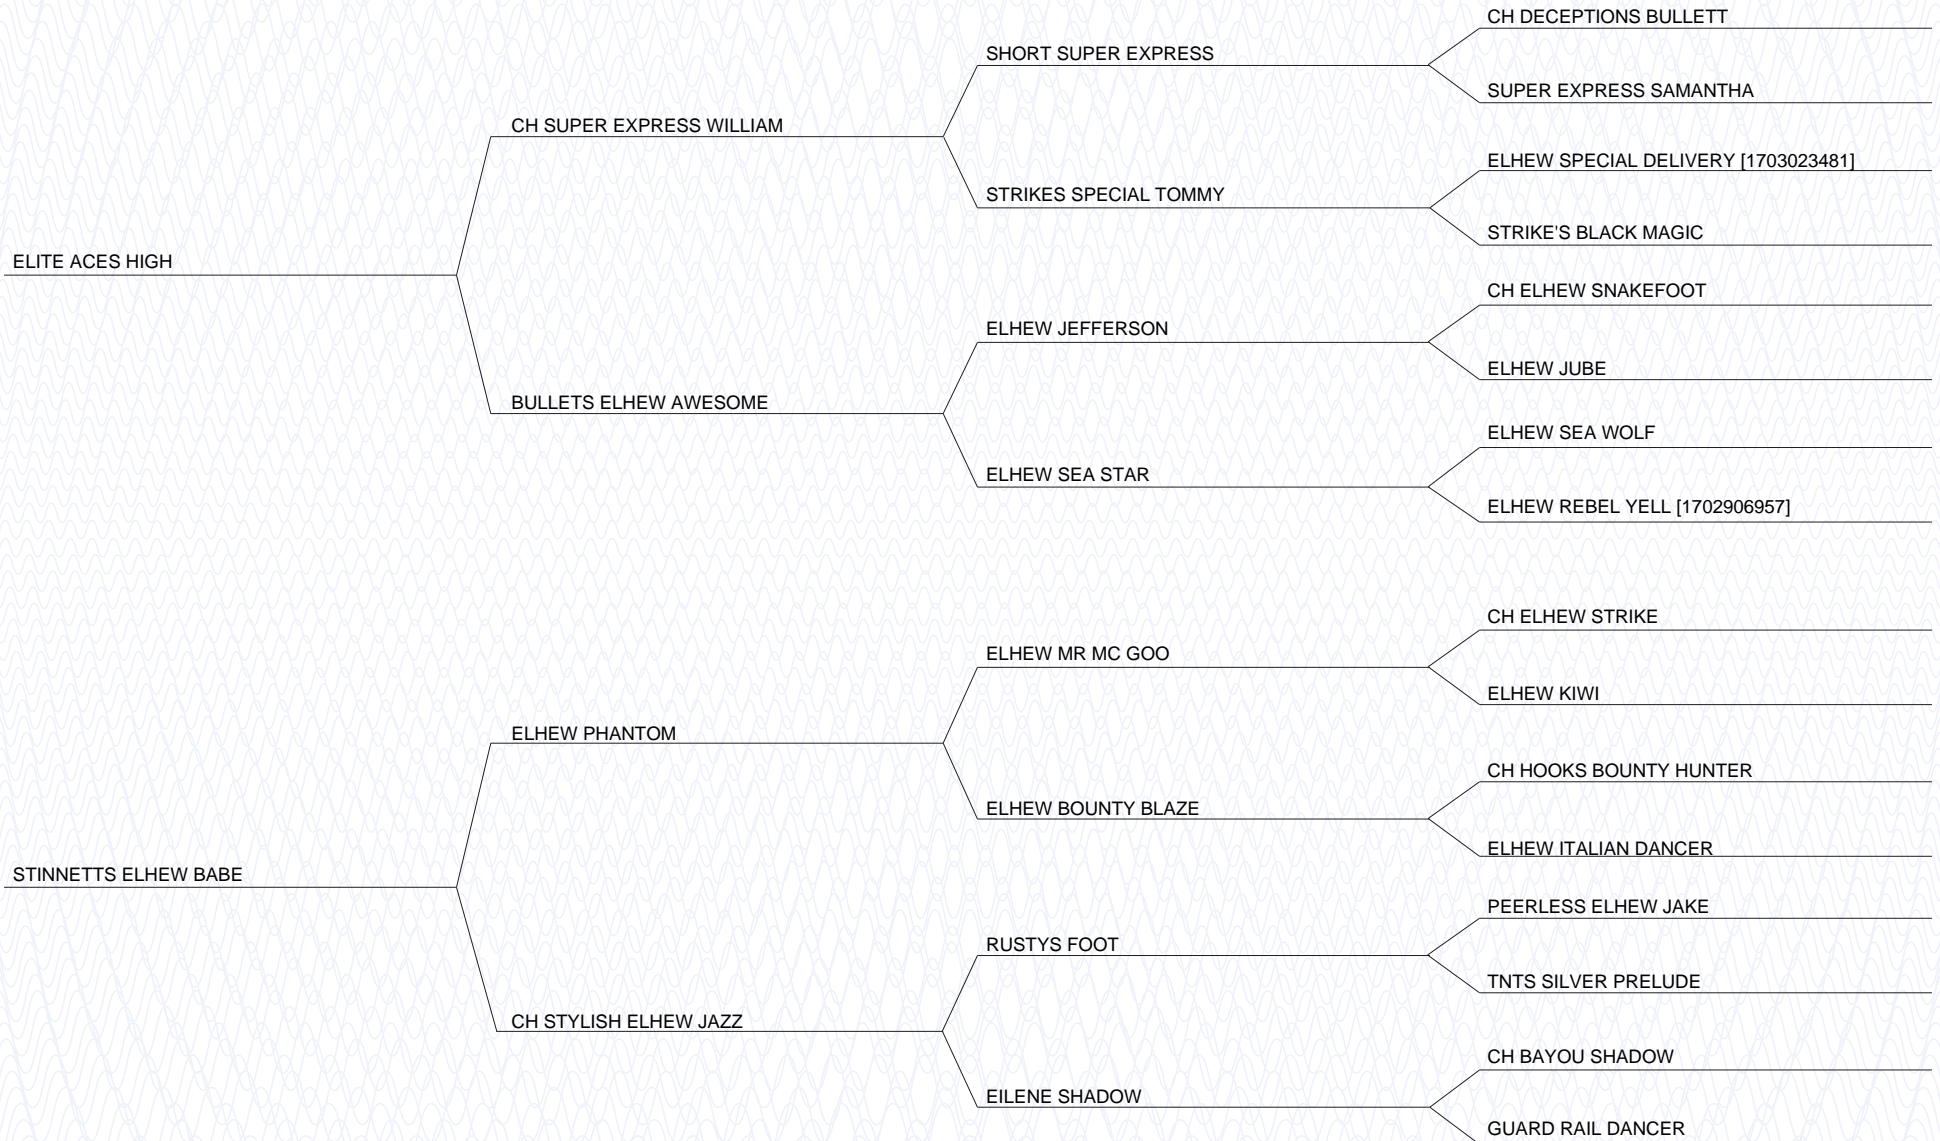 CH DECEPTIONS BULLETT
SHORT SUPER EXPRESS
SUPER EXPRESS SAMANTHA
CH SUPER EXPRESS WILLIAM
ELHEW SPECIAL DELIVERY [1703023481]
STRIKES SPECIAL TOMMY
STRIKE'S BLACK MAGIC
ELITE ACES HIGH
CH ELHEW SNAKEFOOT
ELHEW JEFFERSON
ELHEW JUBE
BULLETS ELHEW AWESOME
ELHEW SEA WOLF
ELHEW SEA STAR
ELHEW REBEL YELL [1702906957]
CH ELHEW STRIKE
ELHEW MR MC GOO
ELHEW KIWI
ELHEW PHANTOM
CH HOOKS BOUNTY HUNTER
ELHEW BOUNTY BLAZE
ELHEW ITALIAN DANCER
STINNETTS ELHEW BABE
PEERLESS ELHEW JAKE
RUSTYS FOOT
TNTS SILVER PRELUDE
CH STYLISH ELHEW JAZZ
CH BAYOU SHADOW
EILENE SHADOW
GUARD RAIL DANCER